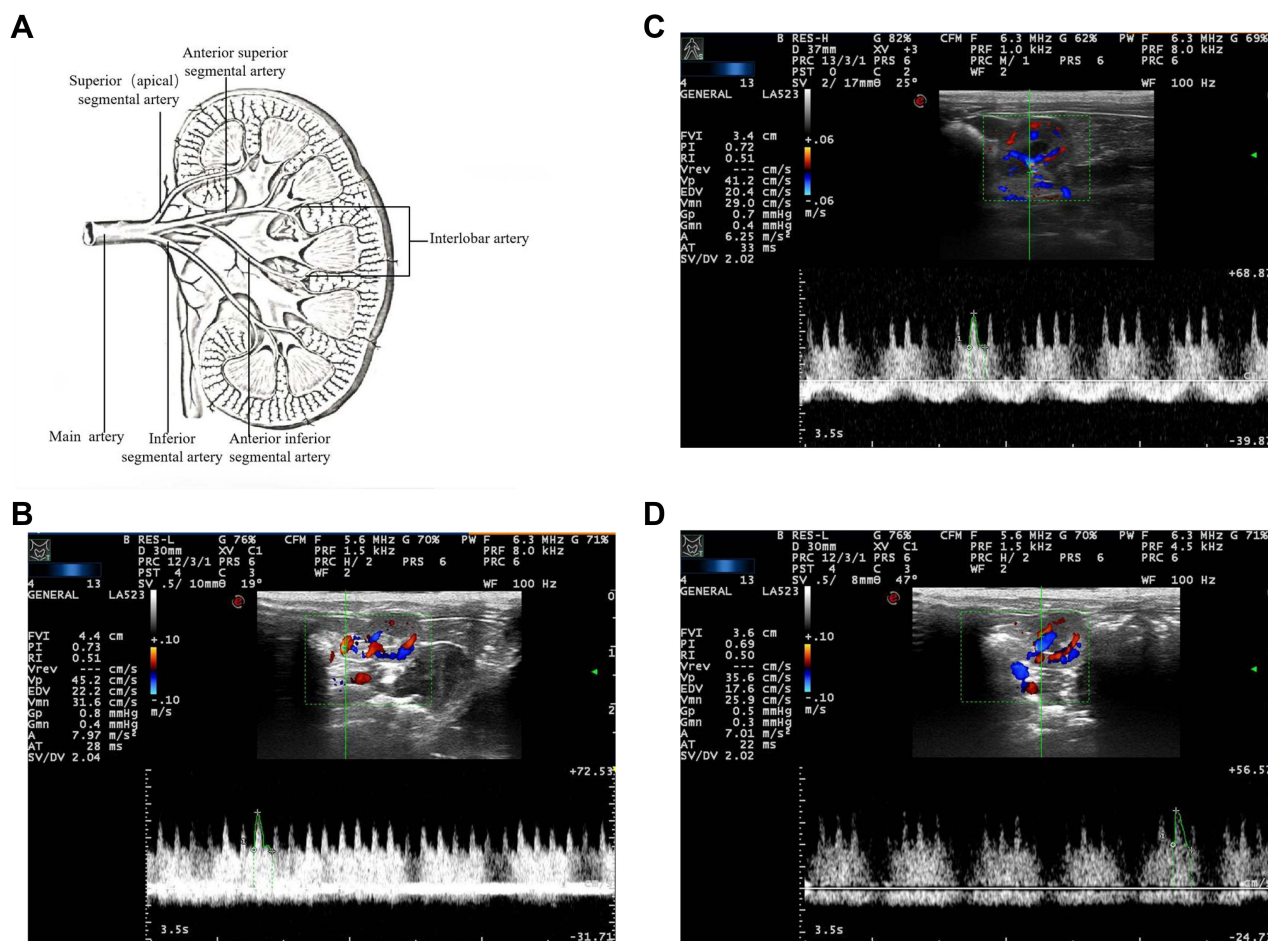 A
Anterior superior
segmental artery
Superior (apical)
segmental artery
Interlobar artery
Main artery
Inferior
segmental artery
Anterior inferior
segmental artery
B
B RES-L G 76% CFM F 5.6 MHz G 70% PW F 6.3 MHz G 71%
D 30mm XV C1 PRF 1.5 kHz PRF 8.0 kHz
PRC 12/3/1 PRS 6 PRC H/ 2 PRS 6 PRC 6
PST 4 C 3 WF 2
SV .5/ 10mmθ 19° WF 100 Hz
4 13
GENERAL LA523
0
+.10
-.10
m/s
1
2
FVI 4.4 cm
PI 0.73
RI 0.51
Vrev --- cm/s
Vp 45.2 cm/s
EDV 22.2 cm/s
Vmn 31.6 cm/s
Gp 0.8 mmHg
Gmn 0.4 mmHg
A 7.97 m/s²
AT 28 ms
SV/DV 2.04
+72.53
cm/s
3.5s
-31.71
C
B RES-H G 82% CFM F 6.3 MHz G 62% PW F 6.3 MHz G 69%
D 37mm XV +3 PRF 1.0 kHz PRF 8.0 kHz
PRC 13/3/1 PRS 6 PRC M/ 1 PRS 6 PRC 6
PST 0 C 2 WF 2
SV 2/ 17mmθ 25° WF 100 Hz
4 13
GENERAL LA523
+.06
-.06
m/s
FVI 3.4 cm
PI 0.72
RI 0.51
Vrev --- cm/s
Vp 41.2 cm/s
EDV 20.4 cm/s
Vmn 29.0 cm/s
Gp 0.7 mmHg
Gmn 0.4 mmHg
A 6.25 m/s²
AT 33 ms
SV/DV 2.02
+68.87
3.5s
-39.87
D
B RES-L G 76% CFM F 5.6 MHz G 70% PW F 6.3 MHz G 71%
D 30mm XV C1 PRF 1.5 kHz PRF 4.5 kHz
PRC 12/3/1 PRS 6 PRC H/ 2 PRS 6 PRC 6
PST 4 C 3 WF 2
SV .5/ 8mmθ 47° WF 100 Hz
4 13
GENERAL LA523
+.10
-.10
m/s
FVI 3.6 cm
PI 0.69
RI 0.50
Vrev --- cm/s
Vp 35.6 cm/s
EDV 17.6 cm/s
Vmn 25.9 cm/s
Gp 0.5 mmHg
Gmn 0.3 mmHg
A 7.01 m/s²
AT 22 ms
SV/DV 2.02
+56.57
cm/s
3.5s